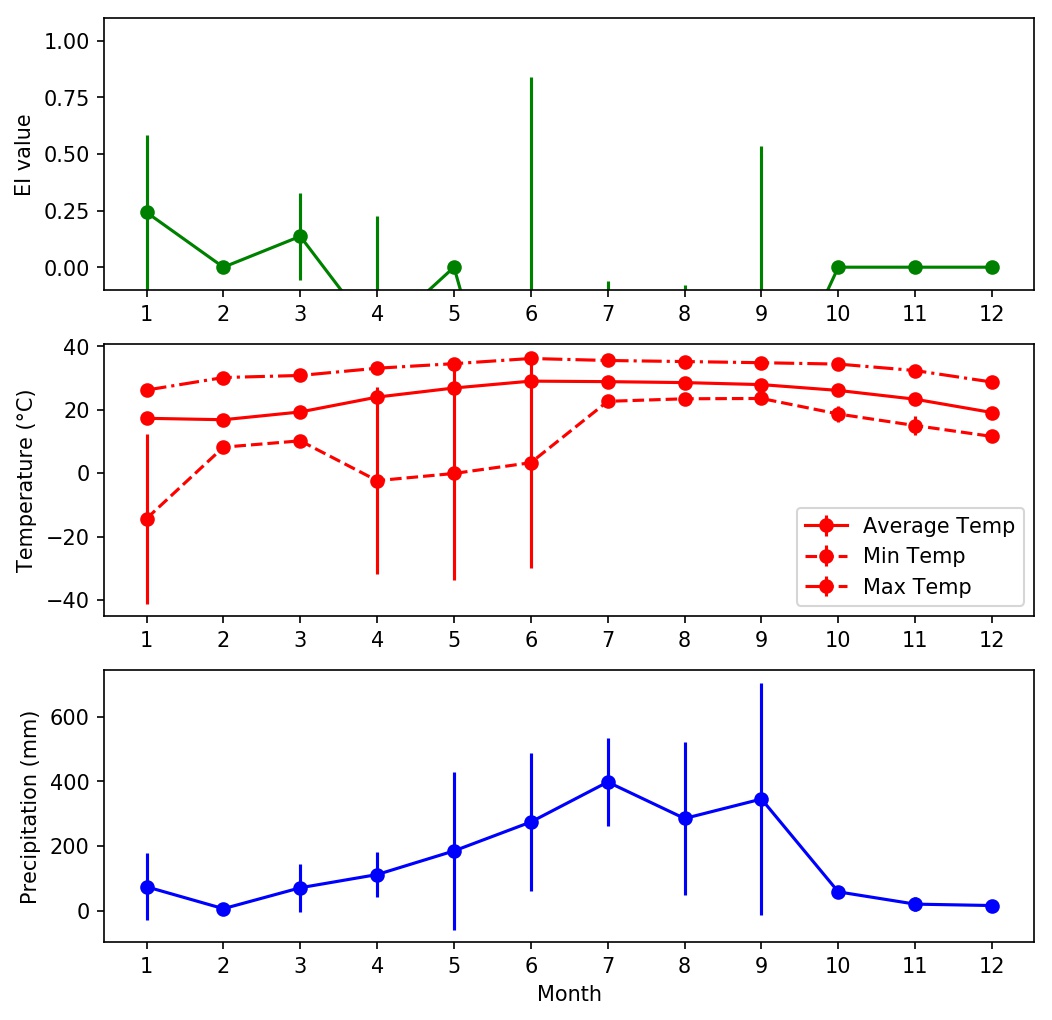 EI value
1.00
0.75
0.50
0.25
0.00
1 2 3 4 5 6 7 8 9 10 11 12
Temperature (°C)
40
20
0
−20
−40
Average Temp
Min Temp
Max Temp
1 2 3 4 5 6 7 8 9 10 11 12
Precipitation (mm)
600
400
200
0
1 2 3 4 5 6 7 8 9 10 11 12
Month